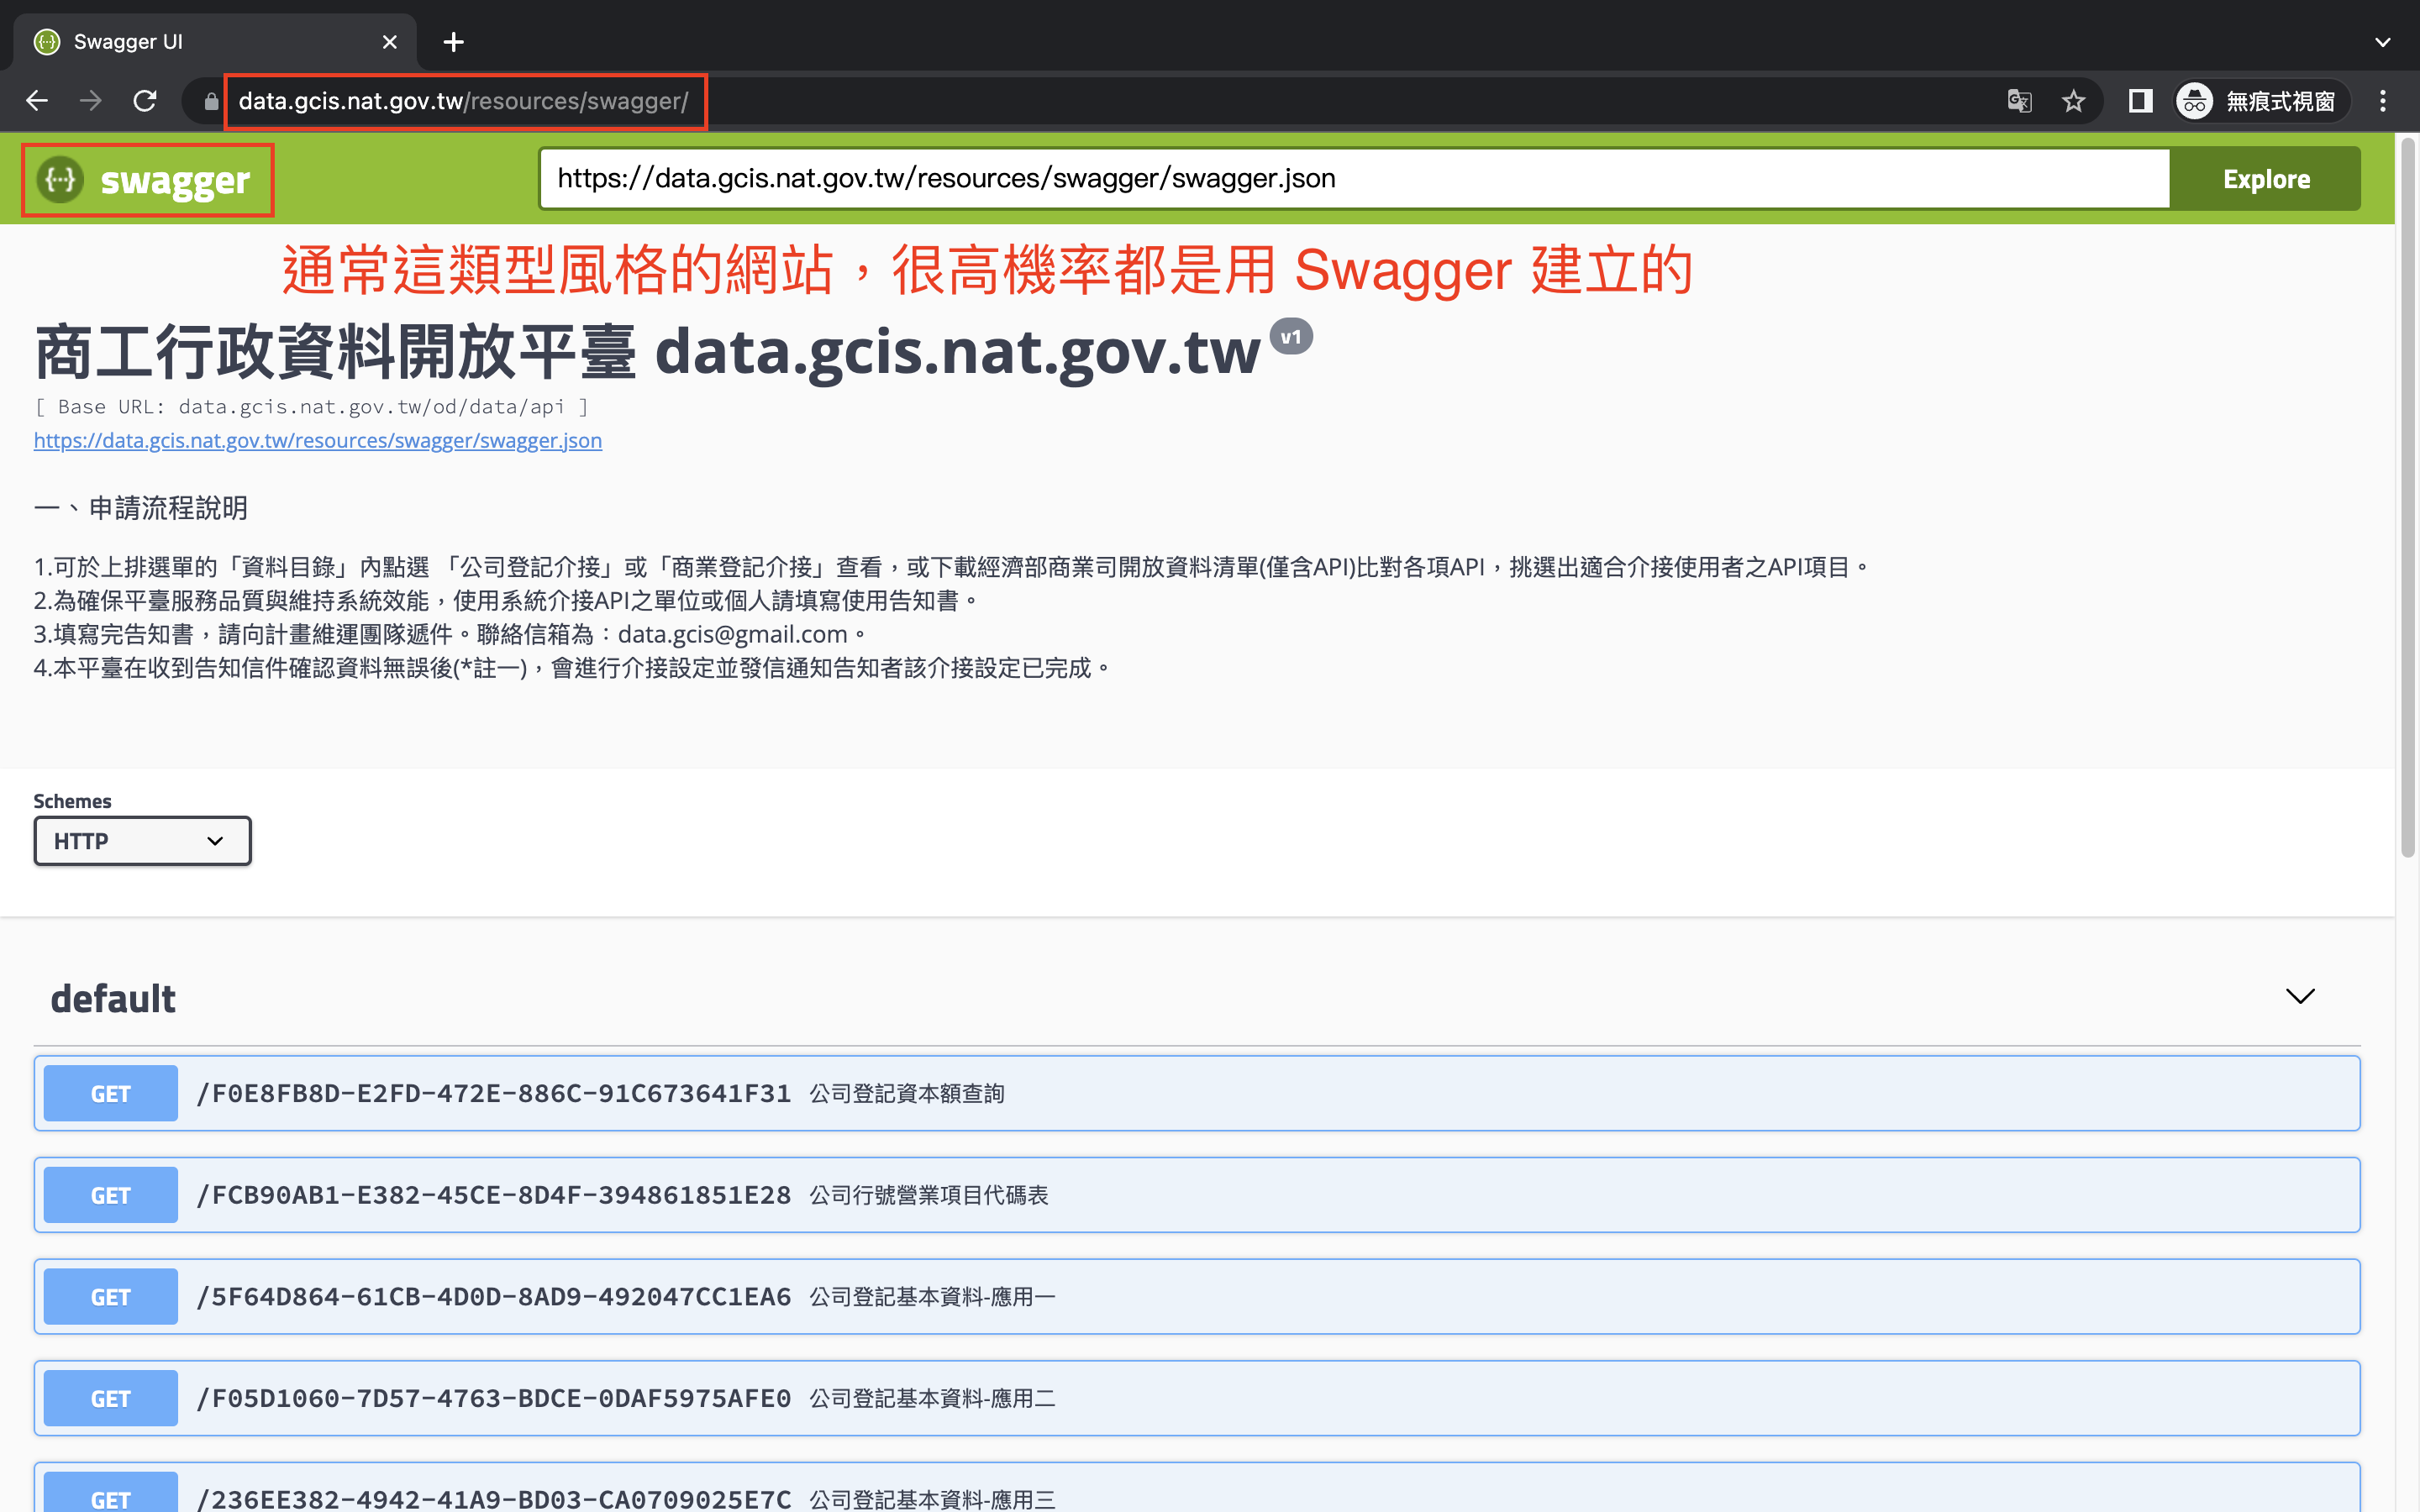 Swagger UI
data.gcis.nat.gov.tw/resources/swagger/
無痕式視窗
swagger
https://data.gcis.nat.gov.tw/resources/swagger/swagger.json
Explore
通常這類型風格的網站，很高機率都是用 Swagger 建立的
商工行政資料開放平臺 data.gcis.nat.gov.tw v1
[ Base URL: data.gcis.nat.gov.tw/od/data/api ]
https://data.gcis.nat.gov.tw/resources/swagger/swagger.json
一、申請流程說明
1.可於上排選單的「資料目錄」內點選 「公司登記介接」或「商業登記介接」查看，或下載經濟部商業司開放資料清單(僅含API)比對各項API，挑選出適合介接使用者之API項目。
2.為確保平臺服務品質與維持系統效能，使用系統介接API之單位或個人請填寫使用告知書。
3.填寫完告知書，請向計畫維運團隊遞件。聯絡信箱為：data.gcis@gmail.com。
4.本平臺在收到告知信件確認資料無誤後(*註一)，會進行介接設定並發信通知告知者該介接設定已完成。
Schemes
HTTP
default
GET /F0E8FB8D-E2FD-472E-886C-91C673641F31 公司登記資本額查詢
GET /FCB90AB1-E382-45CE-8D4F-394861851E28 公司行號營業項目代碼表
GET /5F64D864-61CB-4D0D-8AD9-492047CC1EA6 公司登記基本資料-應用一
GET /F05D1060-7D57-4763-BDCE-0DAF5975AFE0 公司登記基本資料-應用二
GET /236EE382-4942-41A9-BD03-CA0709025E7C 公司登記基本資料-應用三